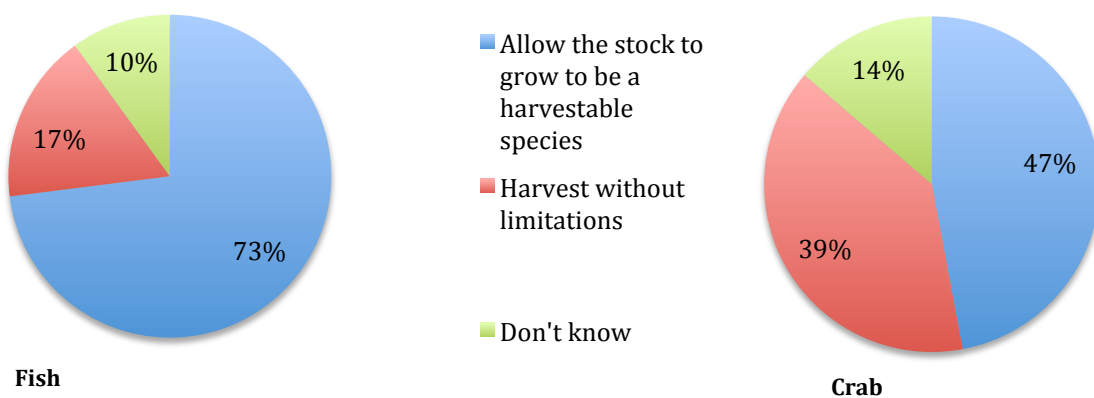 10%
17%
73%
Fish
Allow the stock to
grow to be a
harvestable
species
Harvest without
limitations
Don't know
14%
47%
39%
Crab